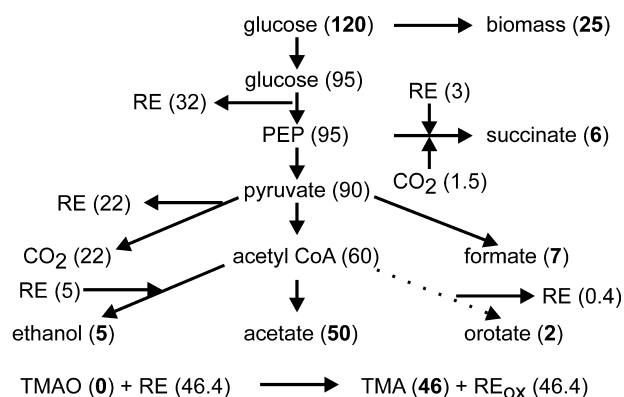 glucose (120) biomass (25)
glucose (95)
RE (32) RE (3)
PEP (95) succinate (6)
CO2 (1.5)
pyruvate (90)
RE (22)
CO2 (22) acetyl CoA (60) formate (7)
RE (5) RE (0.4)
ethanol (5) acetate (50) orotate (2)
TMAO (0) + RE (46.4) TMA (46) + REOX (46.4)